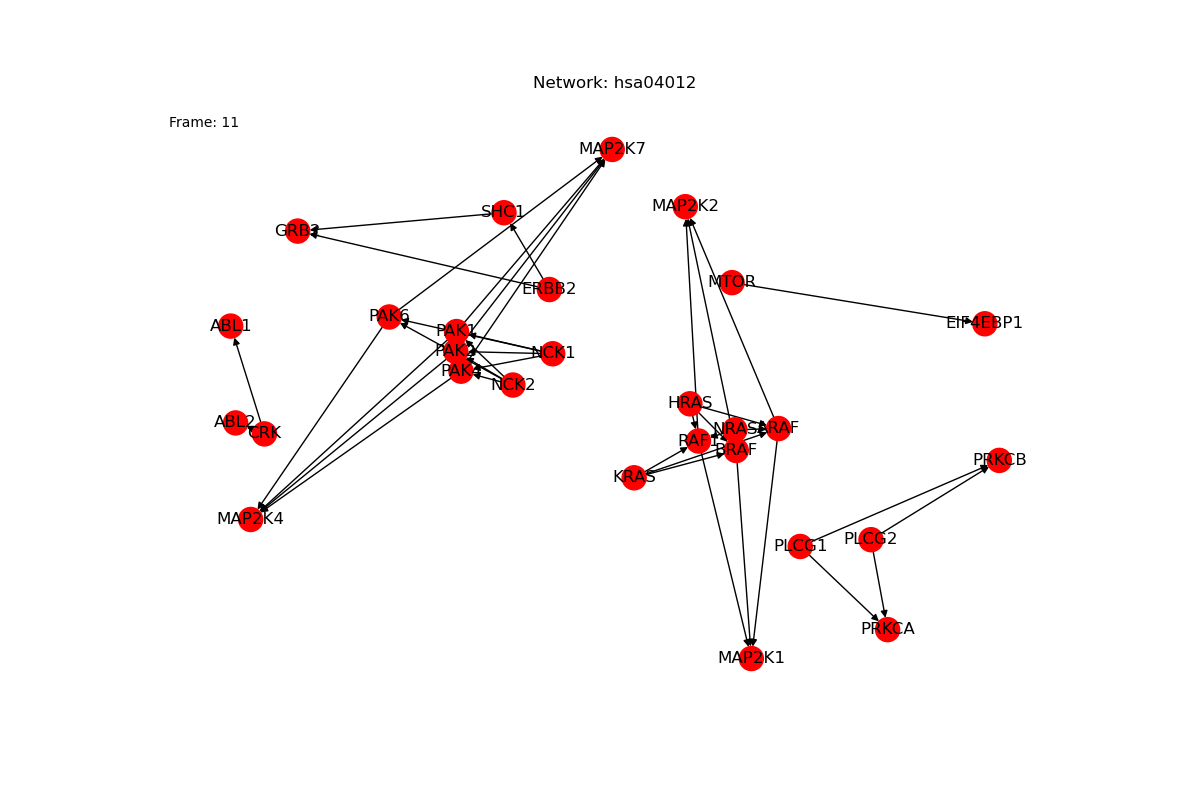 Network: hsa04012
Frame: 11
MAP2K7
MAP2K2
SHC1
GRB2
MTOR
ERBB2
PAK6
EIF4EBP1
ABL1
PAK1
PAK2
NCK1
NCK2
HRAS
ABL2
CRK
NRAS
ARAF
RAF1
BRAF
PRKCB
KRAS
MAP2K4
PLCG2
PLCG1
PRKCA
MAP2K1